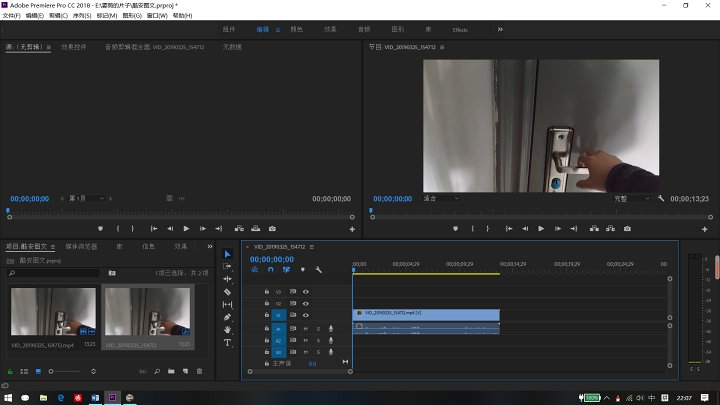 Adobe Premiere Pro CC 2018 - E:\要剪的片子\酷安图文.prproj *
文件(F) 编辑(E) 剪辑(C) 序列(S) 标记(M) 图形(G) 窗口(W) 帮助(H)
组件 编辑 颜色 效果 音频 图形 库 Effects
源 (无剪辑) 效果控件 音频剪辑混合器: VID_20190325_154712 元数据
节目: VID_20190325_154712
00;00;00;00 第 1 页 00;00;00;00
00;00;00;00 适合 完整 00;00;13;23
项目: 酷安图文 媒体浏览器 库 信息 效果
酷安图文.prproj
1 项已选择, 共 2 项
VID_20190325_154712.mp4 13;23
VID_20190325_154712 13;23
VID_20190325_154712
00;00;00;00
;00;00 00;00;04;29 00;00;09;29 00;00;14;29 00;00;19;29 00;00;24;29 00
V3
V2
V1 VID_20190325_154712.mp4 [V]
A1 M S
A2 M S
A3 M S
主声道 0.0
S S
100% 中 22:07